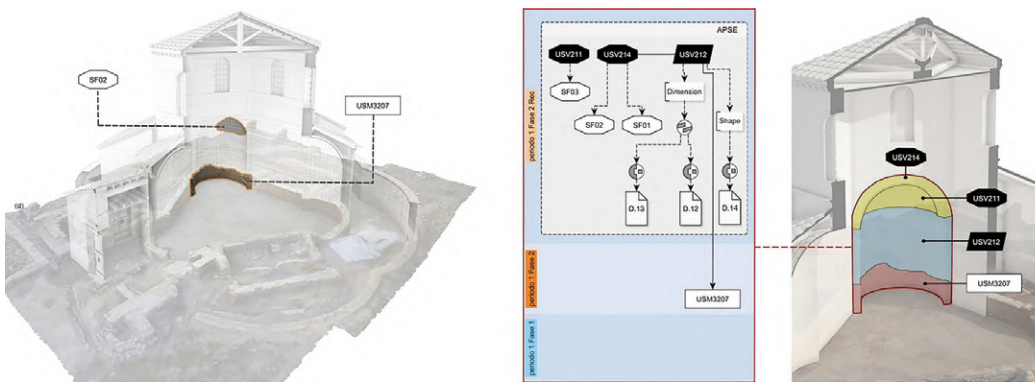 SF02
USM3207
(d)
APSE
USV211
USV214
USV212
SF03
Dimension
SF02
SF01
Shape
D.13
D.12
D.14
periodo 1 Fase 2 Rec
periodo 1 Fase 2
USM3207
periodo 1 Fase 1
USV214
USV211
USV212
USM3207